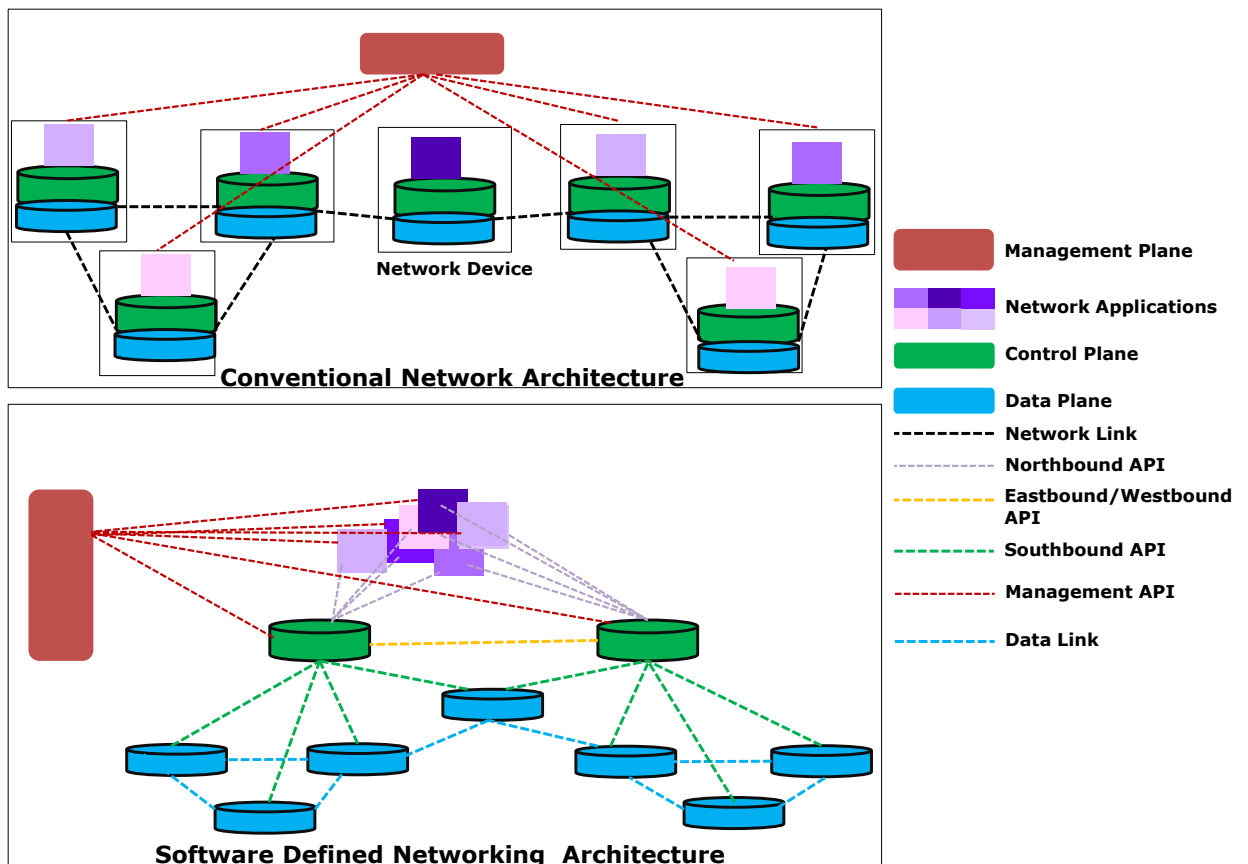 Network Device
Conventional Network Architecture
Management Plane
Network Applications
Control Plane
Data Plane
Network Link
Northbound API
Eastbound/Westbound
API
Southbound API
Management API
Data Link
Software Defined Networking  Architecture